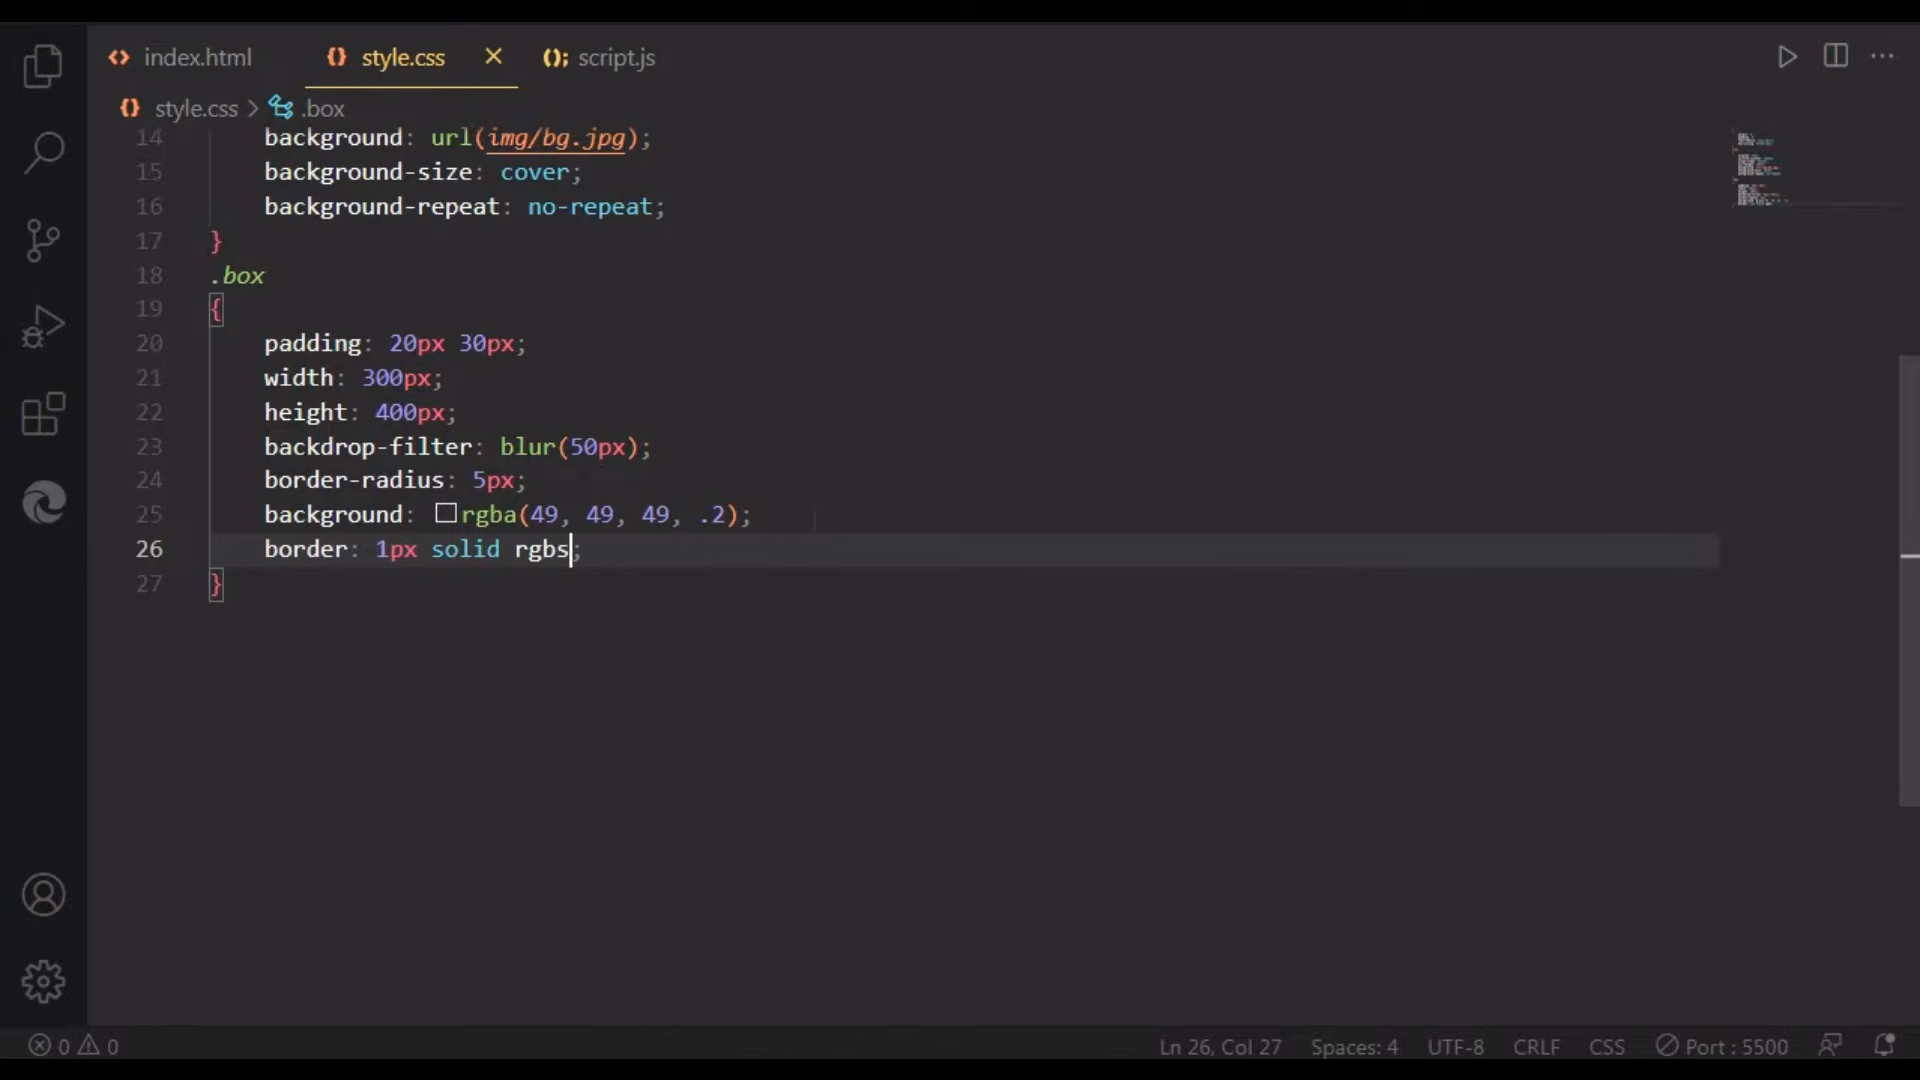 index.html
style.css
script.js
style.css > .box
14 background: url(img/bg.jpg);
15 background-size: cover;
16 background-repeat: no-repeat;
17 }
18 .box
19 {
20 padding: 20px 30px;
21 width: 300px;
22 height: 400px;
23 backdrop-filter: blur(50px);
24 border-radius: 5px;
25 background: rgba(49, 49, 49, .2);
26 border: 1px solid rgbs;
27 }
0 0 Ln 26, Col 27 Spaces: 4 UTF-8 CRLF CSS Port : 5500